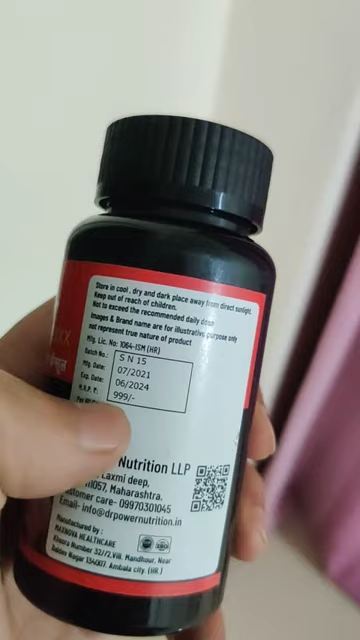 Store in cool , dry and dark place away from direct sunlight.
Keep out of reach of children.
Not to exceed the recommended daily dose
Images & Brand name are for illustrative purpose only
not represent true nature of product
Mfg. Lic. No: 1064-ISM (HR)
Batch No.: S N 15
Mfg. Date: 07/2021
Exp. Date: 06/2024
M.R.P. ₹: 999/-
Nutrition LLP
Laxmi deep,
Maharashtra.
customer care- 09970301045
Email- info@drpowernutrition.in
Manufactured by :
MAXNOVA HEALTHCARE
Khasra Number 32//2,Vill. Mandhour, Near
Nagar 134007. Ambala city. (HR.)